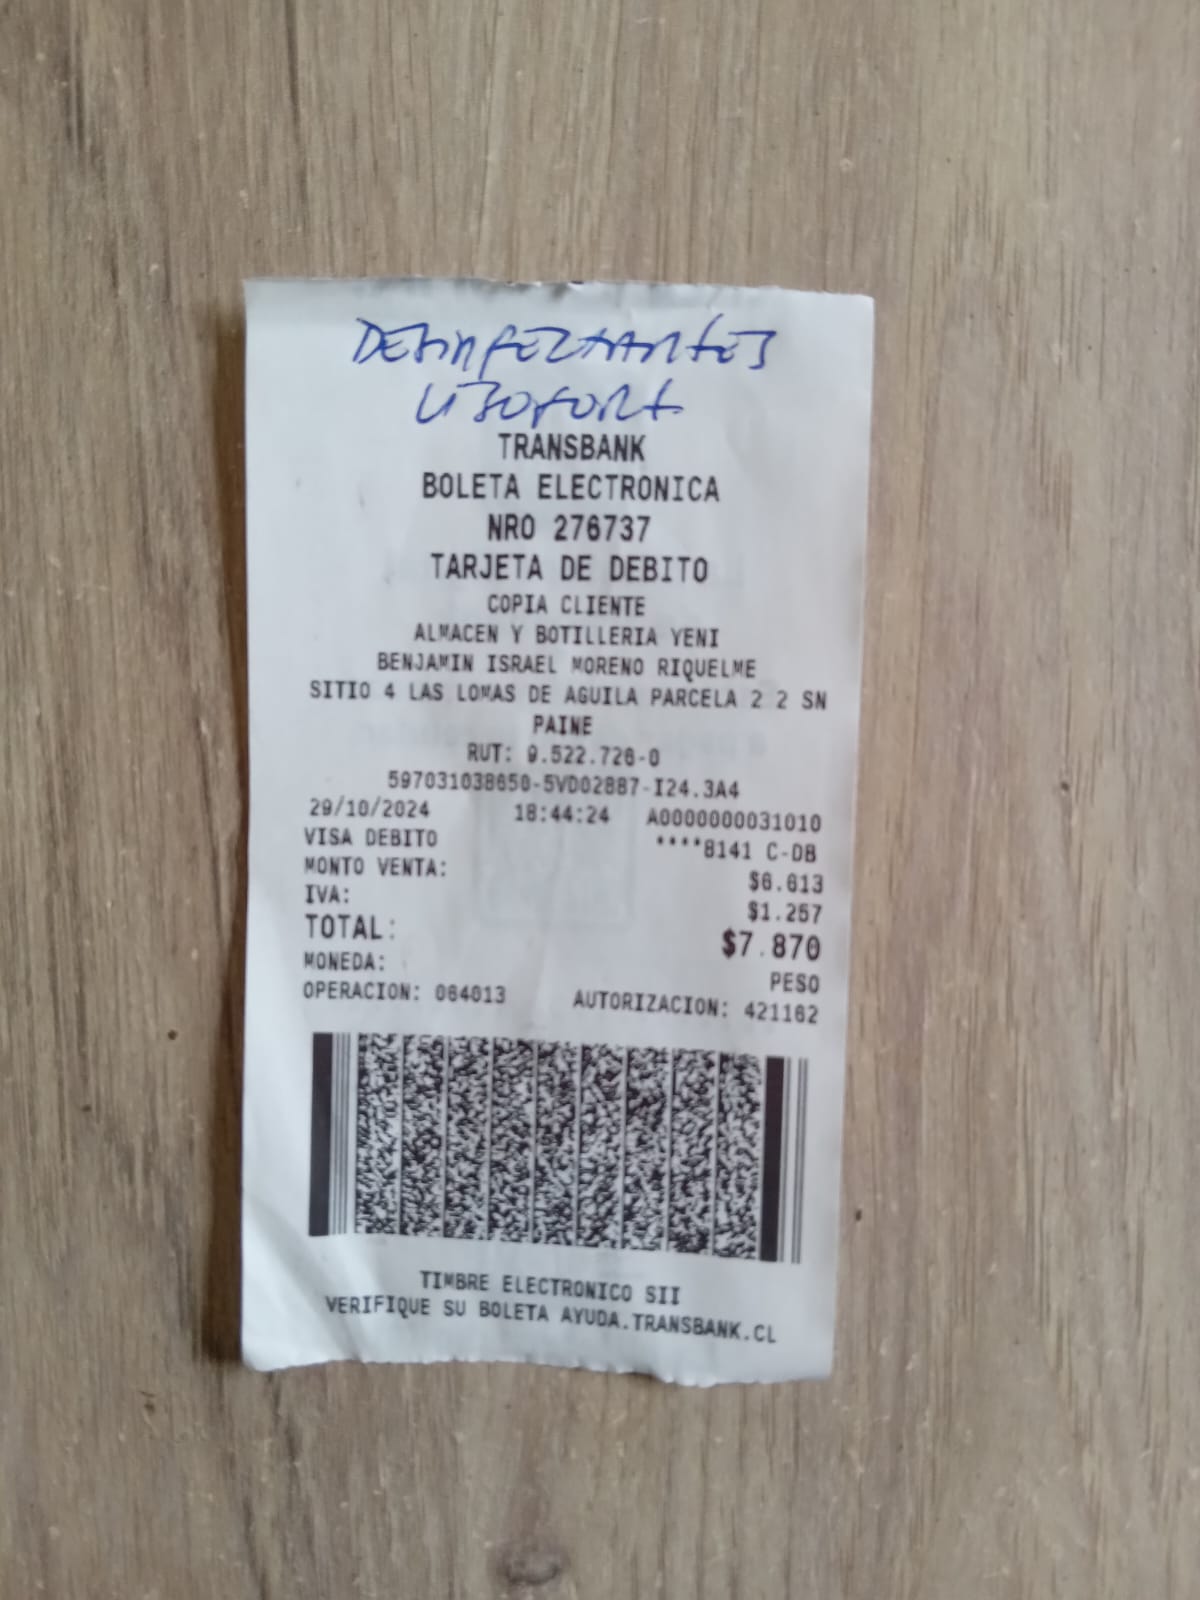 DESINFECTANTES
LISOFORT
TRANSBANK
BOLETA ELECTRONICA
NRO 276737
TARJETA DE DEBITO
COPIA CLIENTE
ALMACEN Y BOTILLERIA YENI
BENJAMIN ISRAEL MORENO RIQUELME
SITIO 4 LAS LOMAS DE AGUILA PARCELA 2 2 SN
PAINE
RUT: 9.522.726-0
597031038650-5VD02887-I24.3A4
29/10/2024 18:44:24 A0000000031010
VISA DEBITO ****8141 C-DB
MONTO VENTA: $6.613
IVA: $1.257
TOTAL: $7.870
MONEDA: PESO
OPERACION: 064013 AUTORIZACION: 421162
TIMBRE ELECTRONICO SII
VERIFIQUE SU BOLETA AYUDA.TRANSBANK.CL